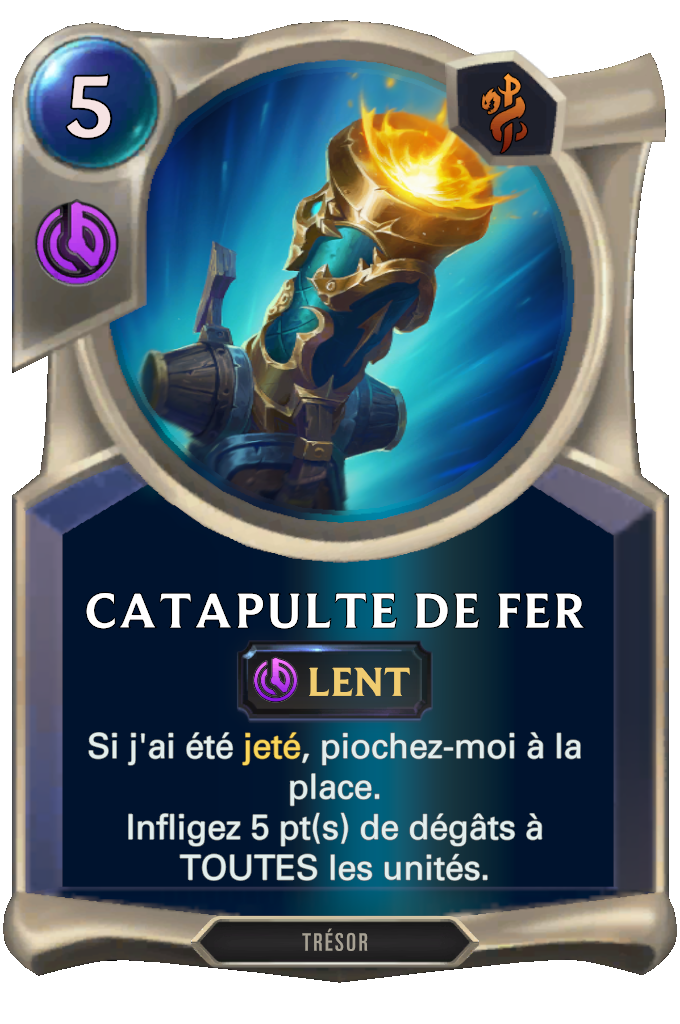 5
CATAPULTE DE FER
LENT
Si j'ai été jeté, piochez-moi à la
place.
Infligez 5 pt(s) de dégâts à
TOUTES les unités.
TRÉSOR